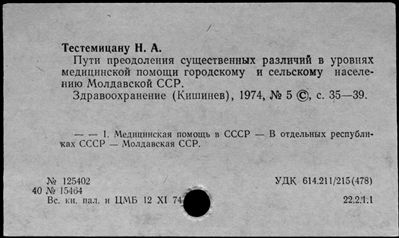 Тестемицану Н. А.
Пути преодоления существенных различий в уровнях
медицинской помощи городскому и сельскому населе-
нию Молдавской ССР.
Здравоохранение (Кишинев), 1974, № 5 ©, с. 35—39.
— — 1. Медицинская помощь в СССР — В отдельных республи-
ках СССР — Молдавская ССР.
№ 125402 УДК 614.211/215(478)
40 № 15464
Вс. кн. пал. и ЦМБ 12 XI 74 22.2.1.1